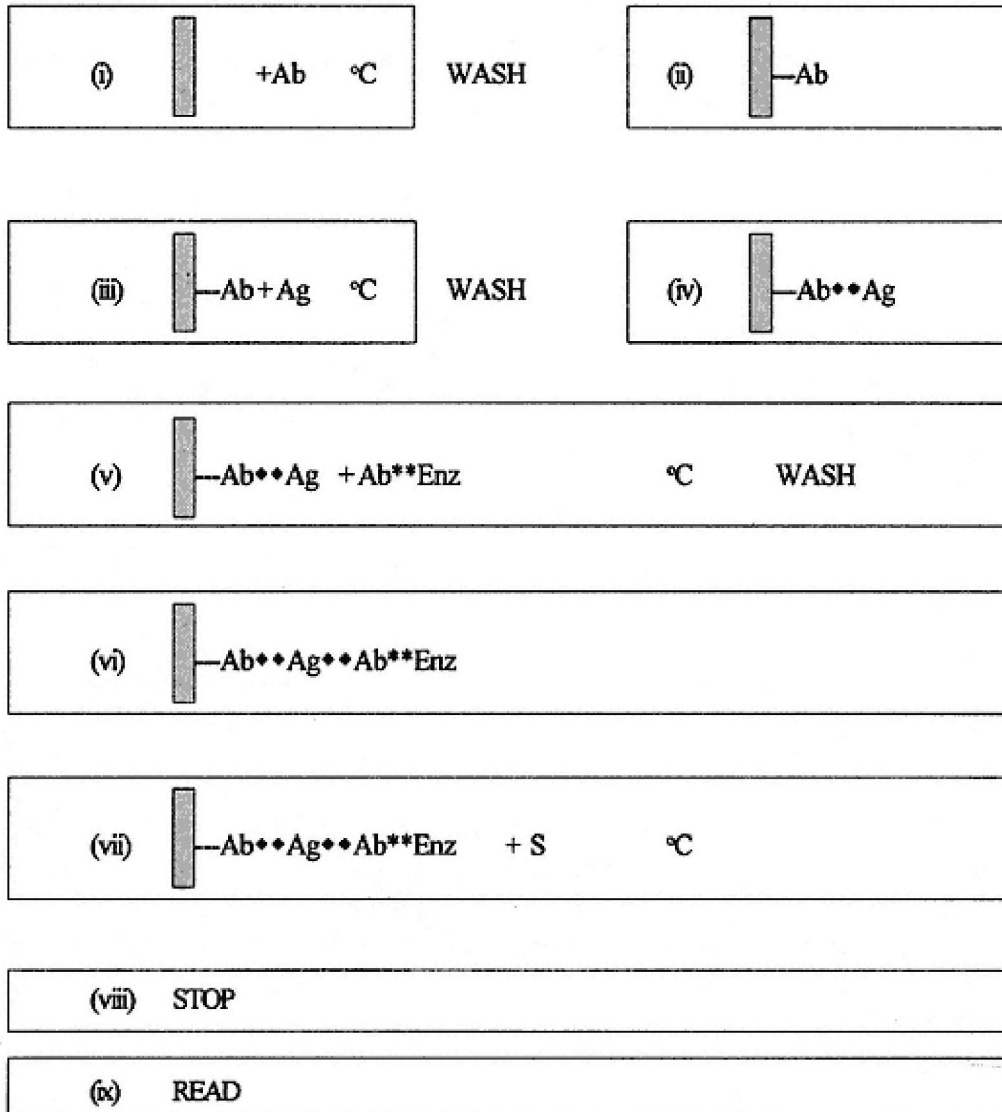 (i) +Ab °C WASH (ii) —Ab
(iii) ---Ab+Ag °C WASH (iv) —Ab••Ag
(v) ---Ab••Ag +Ab**Enz °C WASH
(vi) —Ab••Ag••Ab**Enz
(vii) ---Ab••Ag••Ab**Enz + S °C
(viii) STOP
(ix) READ